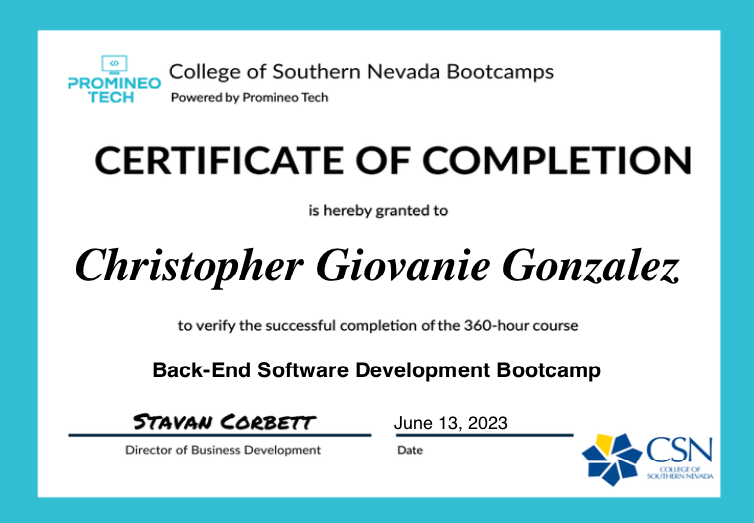 </>
PROMINEO
TECH
College of Southern Nevada Bootcamps
Powered by Promineo Tech
CERTIFICATE OF COMPLETION
is hereby granted to
Christopher Giovanie Gonzalez
to verify the successful completion of the 360-hour course
Back-End Software Development Bootcamp
STAVAN CORBETT
June 13, 2023
Director of Business Development
Date
CSN
COLLEGE OF
SOUTHERN NEVADA